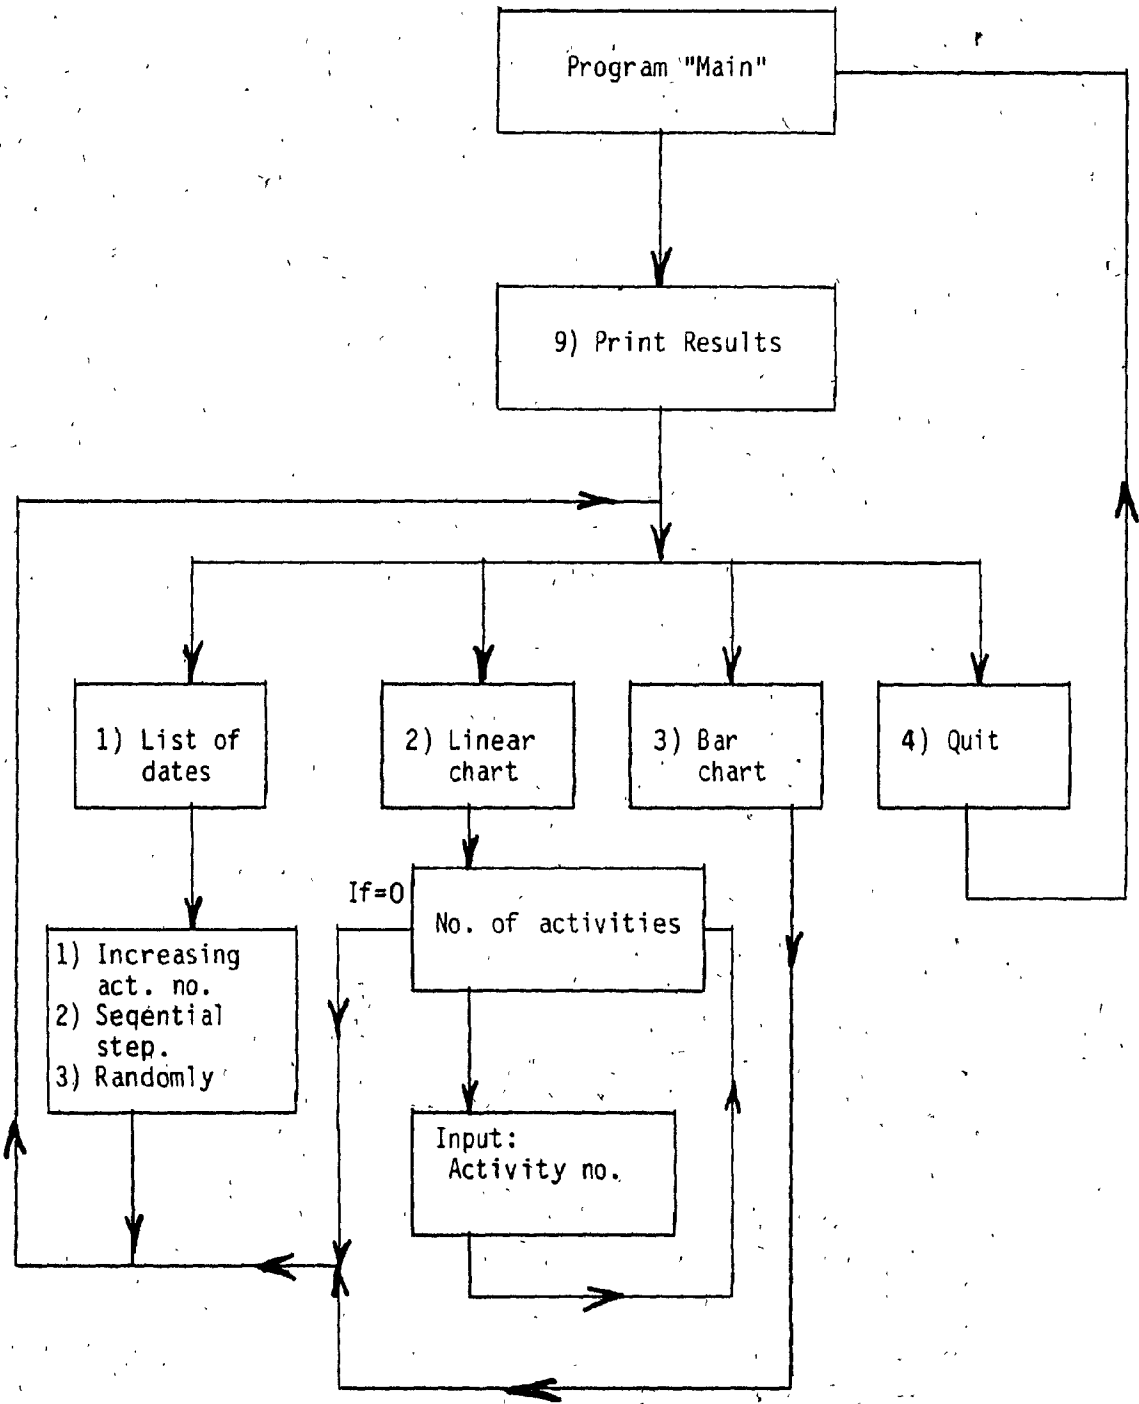 Program "Main"
9) Print Results
1) List of
dates
2) Linear
chart
3) Bar
chart
4) Quit
If=0
No. of activities
1) Increasing
act. no.
2) Seqential
step.
3) Randomly
Input:
Activity no.